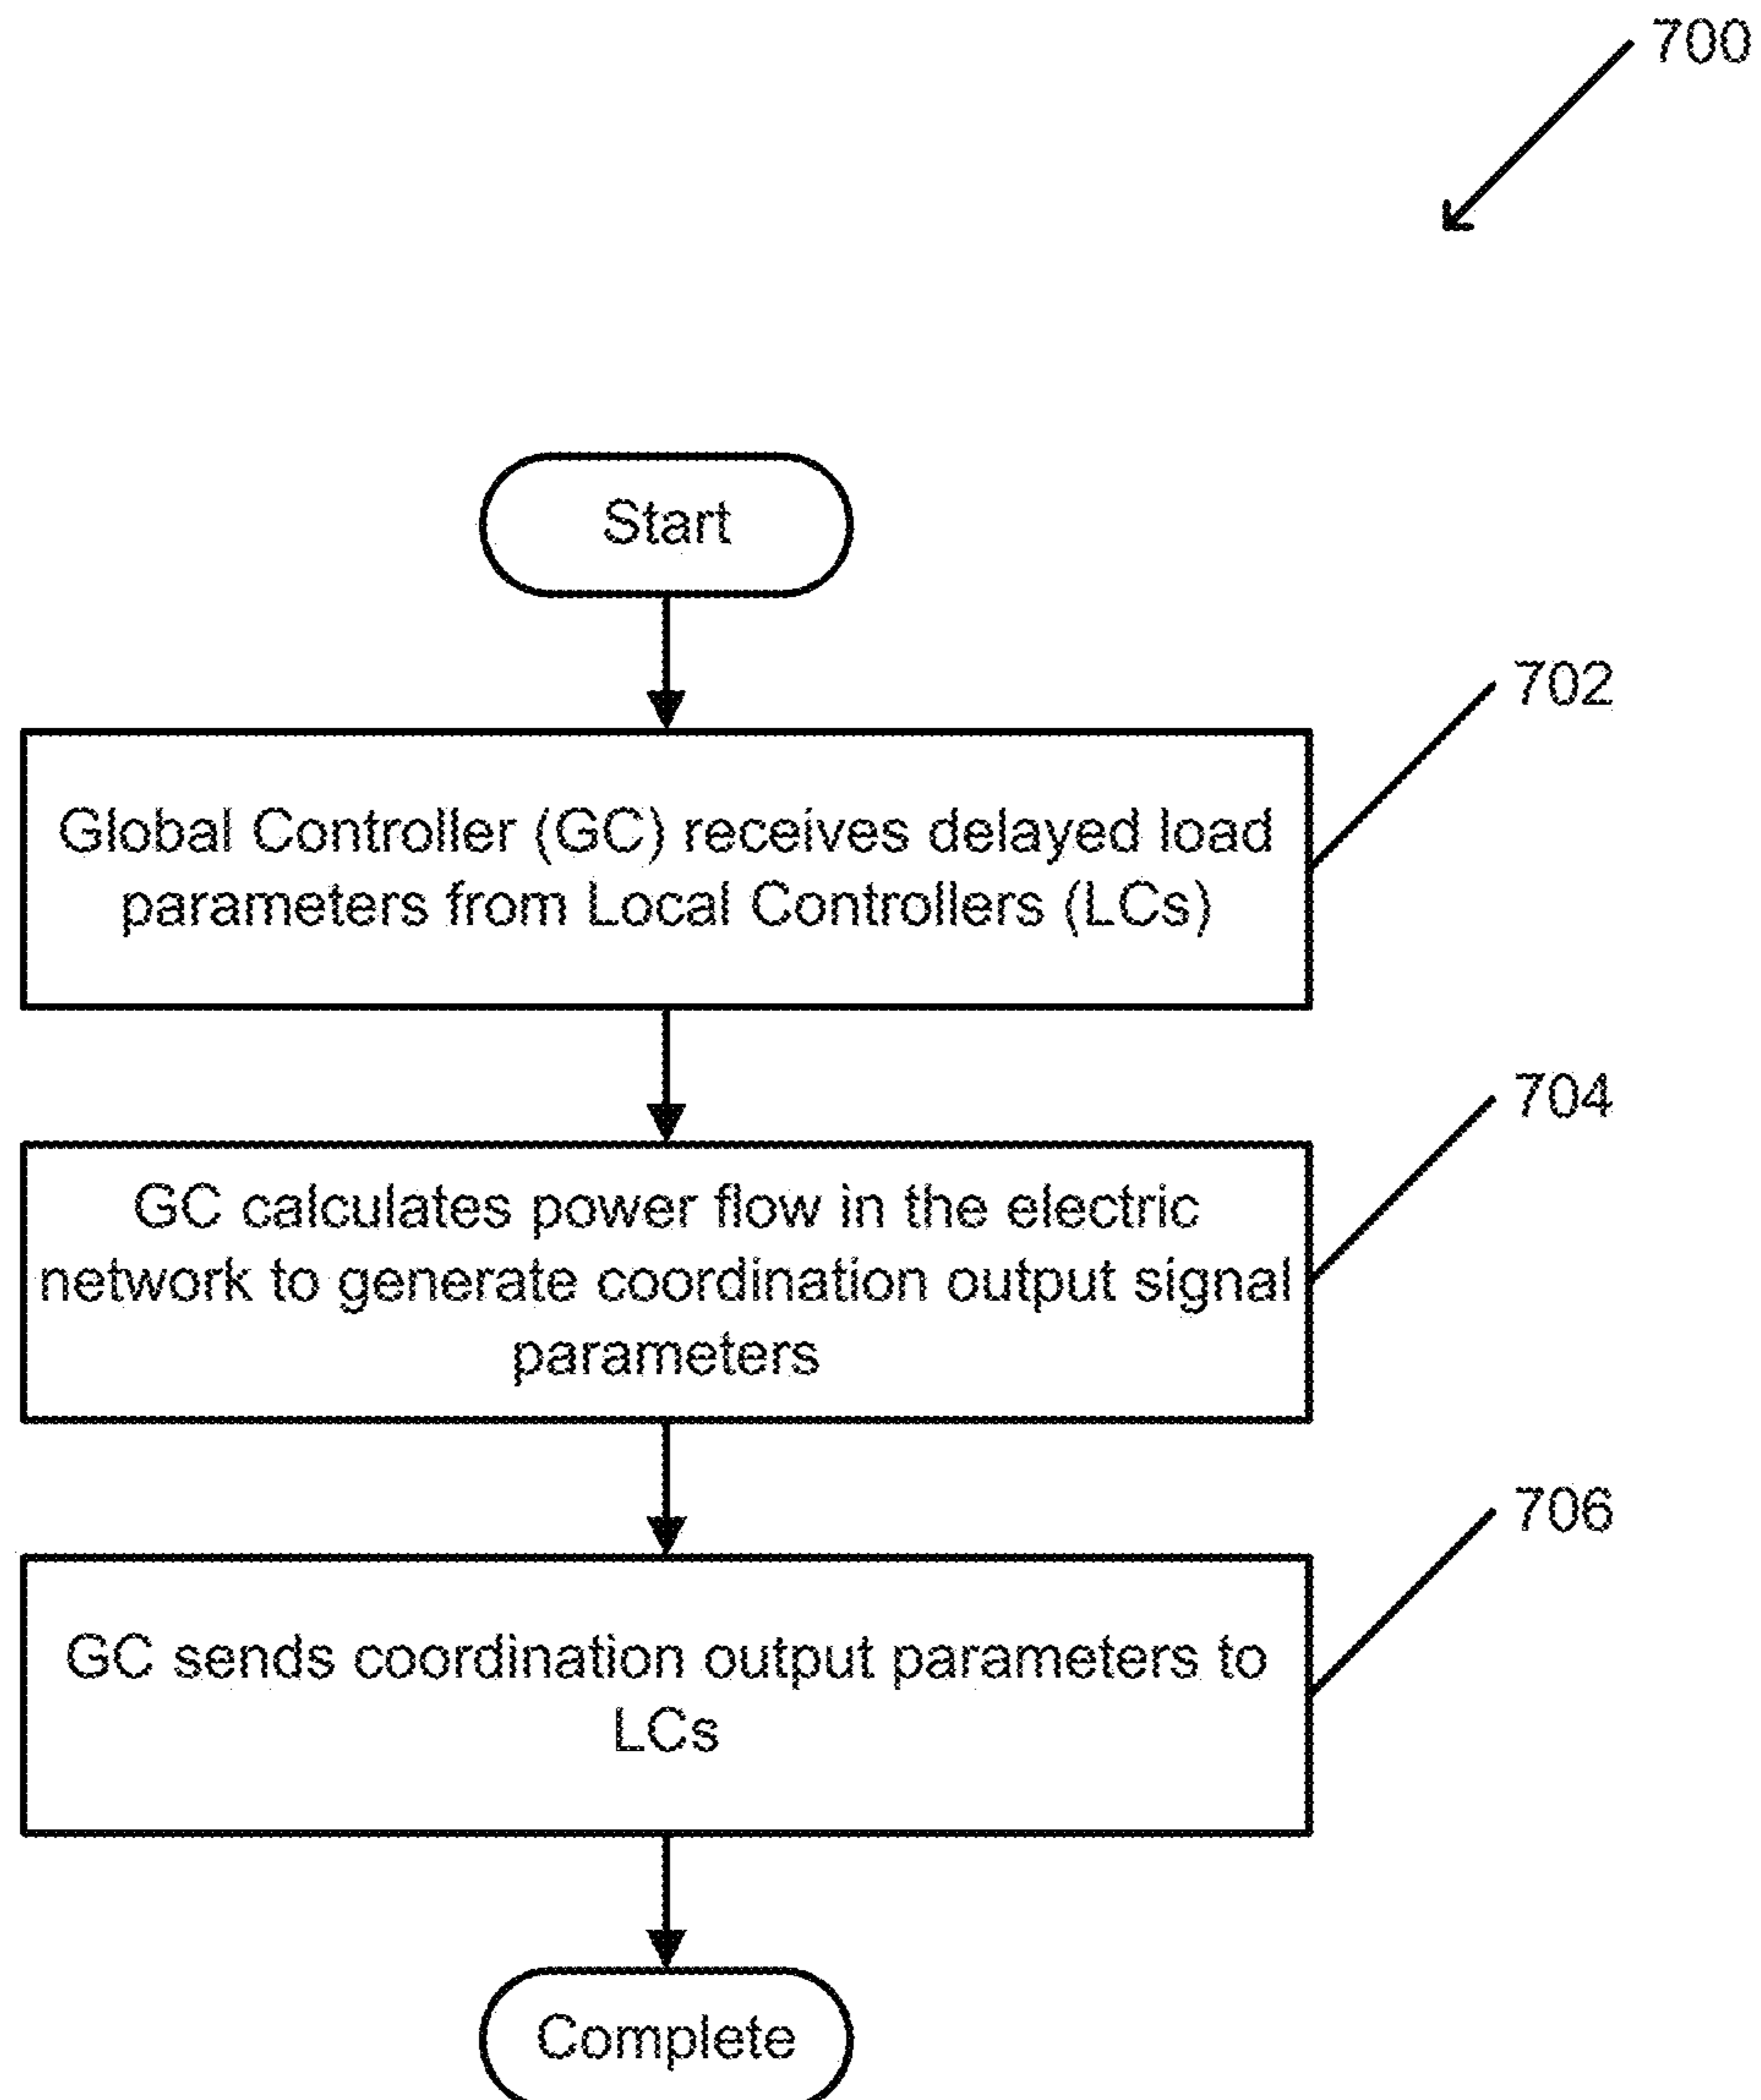 700
Start
702
Global Controller (GC) receives delayed load
parameters from Local Controllers (LCs)
704
GC calculates power flow in the electric
network to generate coordination output signal
parameters
706
GC sends coordination output parameters to
LCs
Complete